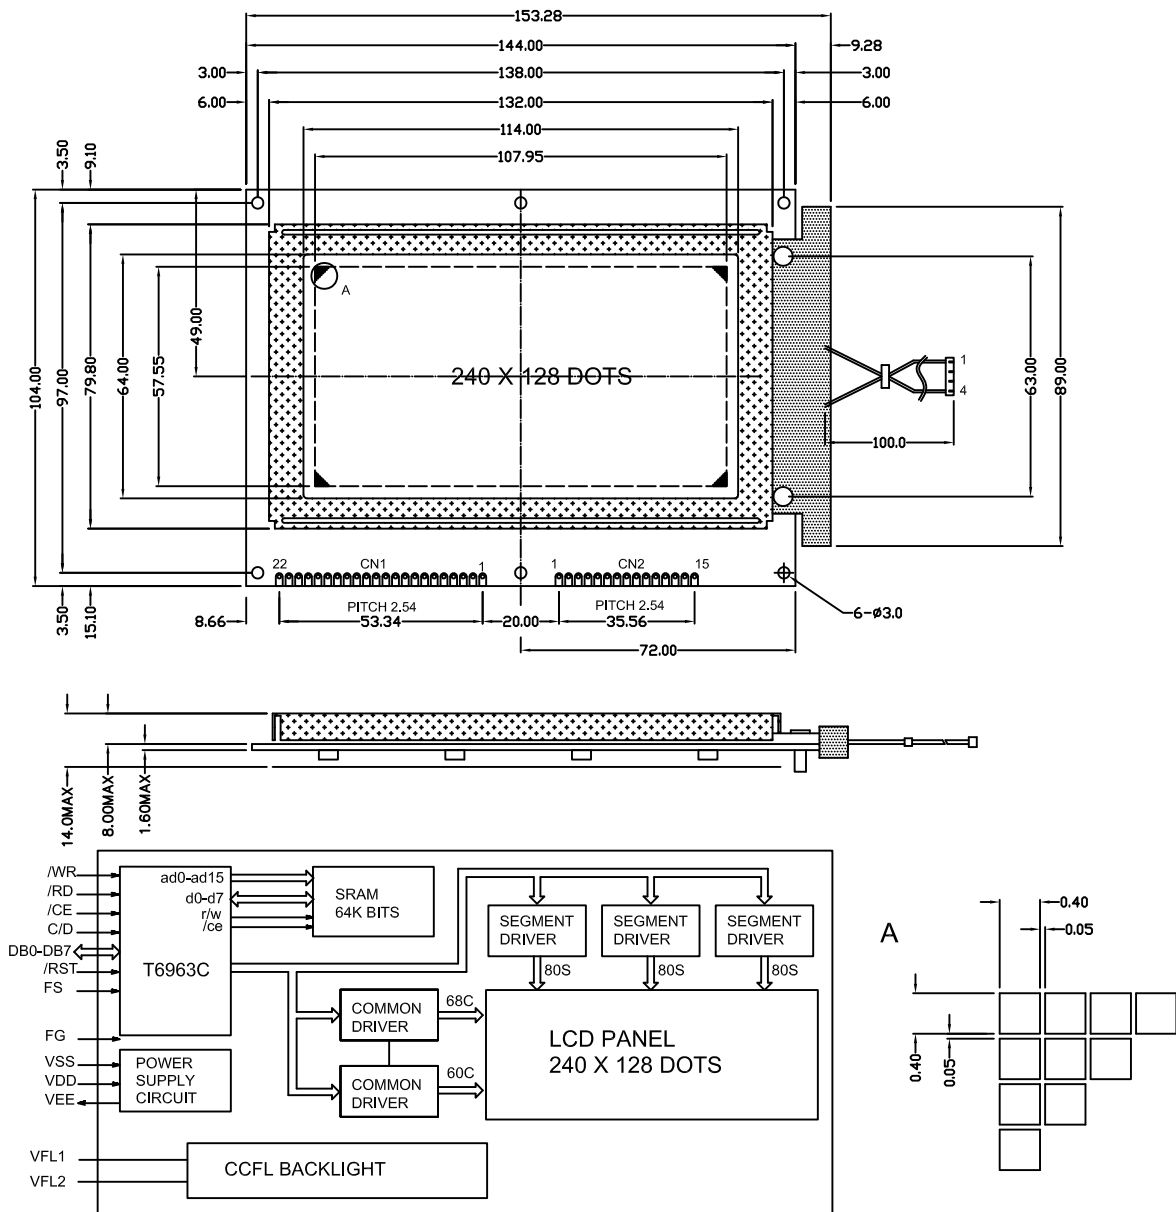 153.28
144.00
9.28
3.00
138.00
3.00
6.00
132.00
6.00
114.00
107.95
3.50
9.10
104.00
97.00
79.80
64.00
57.55
49.00
A
240 X 128 DOTS
1
4
100.0
63.00
89.00
22
CN1
1
1
CN2
15
PITCH 2.54
PITCH 2.54
3.50
15.10
8.66
53.34
20.00
35.56
6-ø3.0
72.00
14.0MAX
8.00MAX
1.60MAX
/WR
/RD
/CE
C/D
DB0-DB7
/RST
FS
FG
VSS
VDD
VEE
VFL1
VFL2
ad0-ad15
d0-d7
r/w
/ce
T6963C
SRAM
64K BITS
SEGMENT
DRIVER
SEGMENT
DRIVER
SEGMENT
DRIVER
80S
80S
80S
COMMON
DRIVER
68C
COMMON
DRIVER
60C
LCD PANEL
240 X 128 DOTS
POWER
SUPPLY
CIRCUIT
CCFL BACKLIGHT
A
0.40
0.05
0.40
0.05